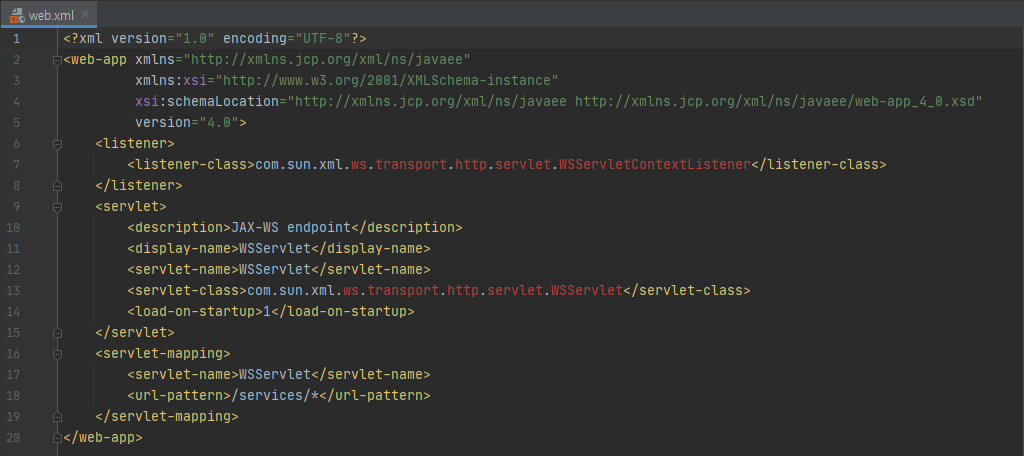 web.xml
1 <?xml version="1.0" encoding="UTF-8"?>
2 <web-app xmlns="http://xmlns.jcp.org/xml/ns/javaee"
3          xmlns:xsi="http://www.w3.org/2001/XMLSchema-instance"
4          xsi:schemaLocation="http://xmlns.jcp.org/xml/ns/javaee http://xmlns.jcp.org/xml/ns/javaee/web-app_4_0.xsd"
5          version="4.0">
6     <listener>
7         <listener-class>com.sun.xml.ws.transport.http.servlet.WSServletContextListener</listener-class>
8     </listener>
9     <servlet>
10         <description>JAX-WS endpoint</description>
11         <display-name>WSServlet</display-name>
12         <servlet-name>WSServlet</servlet-name>
13         <servlet-class>com.sun.xml.ws.transport.http.servlet.WSServlet</servlet-class>
14         <load-on-startup>1</load-on-startup>
15     </servlet>
16     <servlet-mapping>
17         <servlet-name>WSServlet</servlet-name>
18         <url-pattern>/services/*</url-pattern>
19     </servlet-mapping>
20 </web-app>